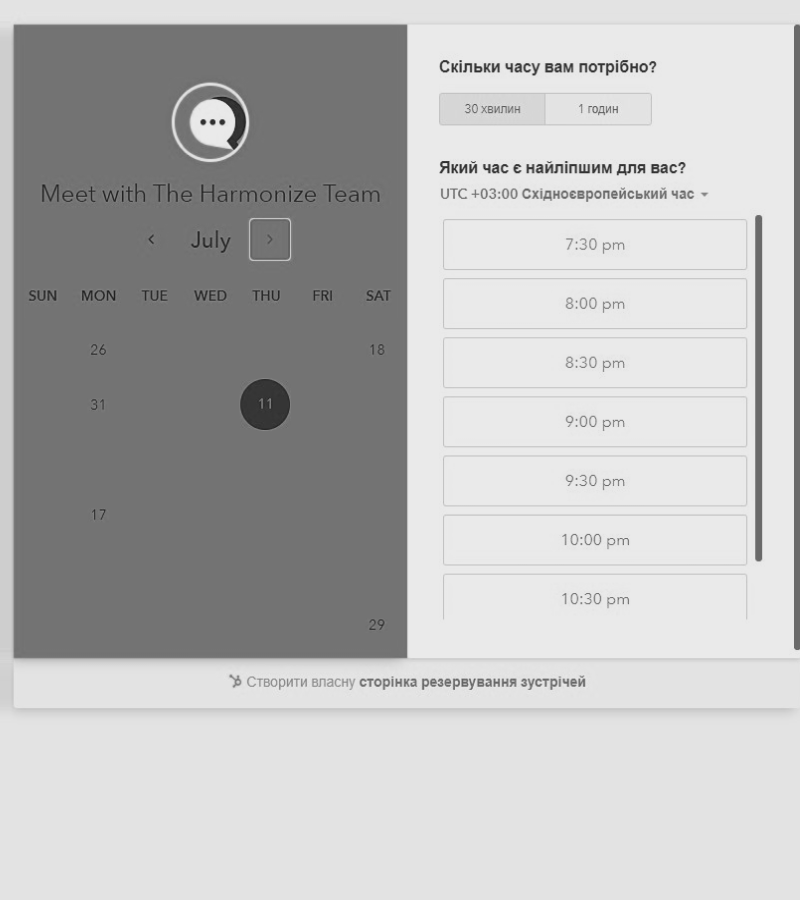 Meet with The Harmonize Team
July
SUN MON TUE WED THU FRI SAT
26 18
31 11
17
29
Скільки часу вам потрібно?
30 хвилин 1 годин
Який час є найліпшим для вас?
UTC +03:00 Східноєвропейський час
7:30 pm
8:00 pm
8:30 pm
9:00 pm
9:30 pm
10:00 pm
10:30 pm
Створити власну сторінка резервування зустрічей